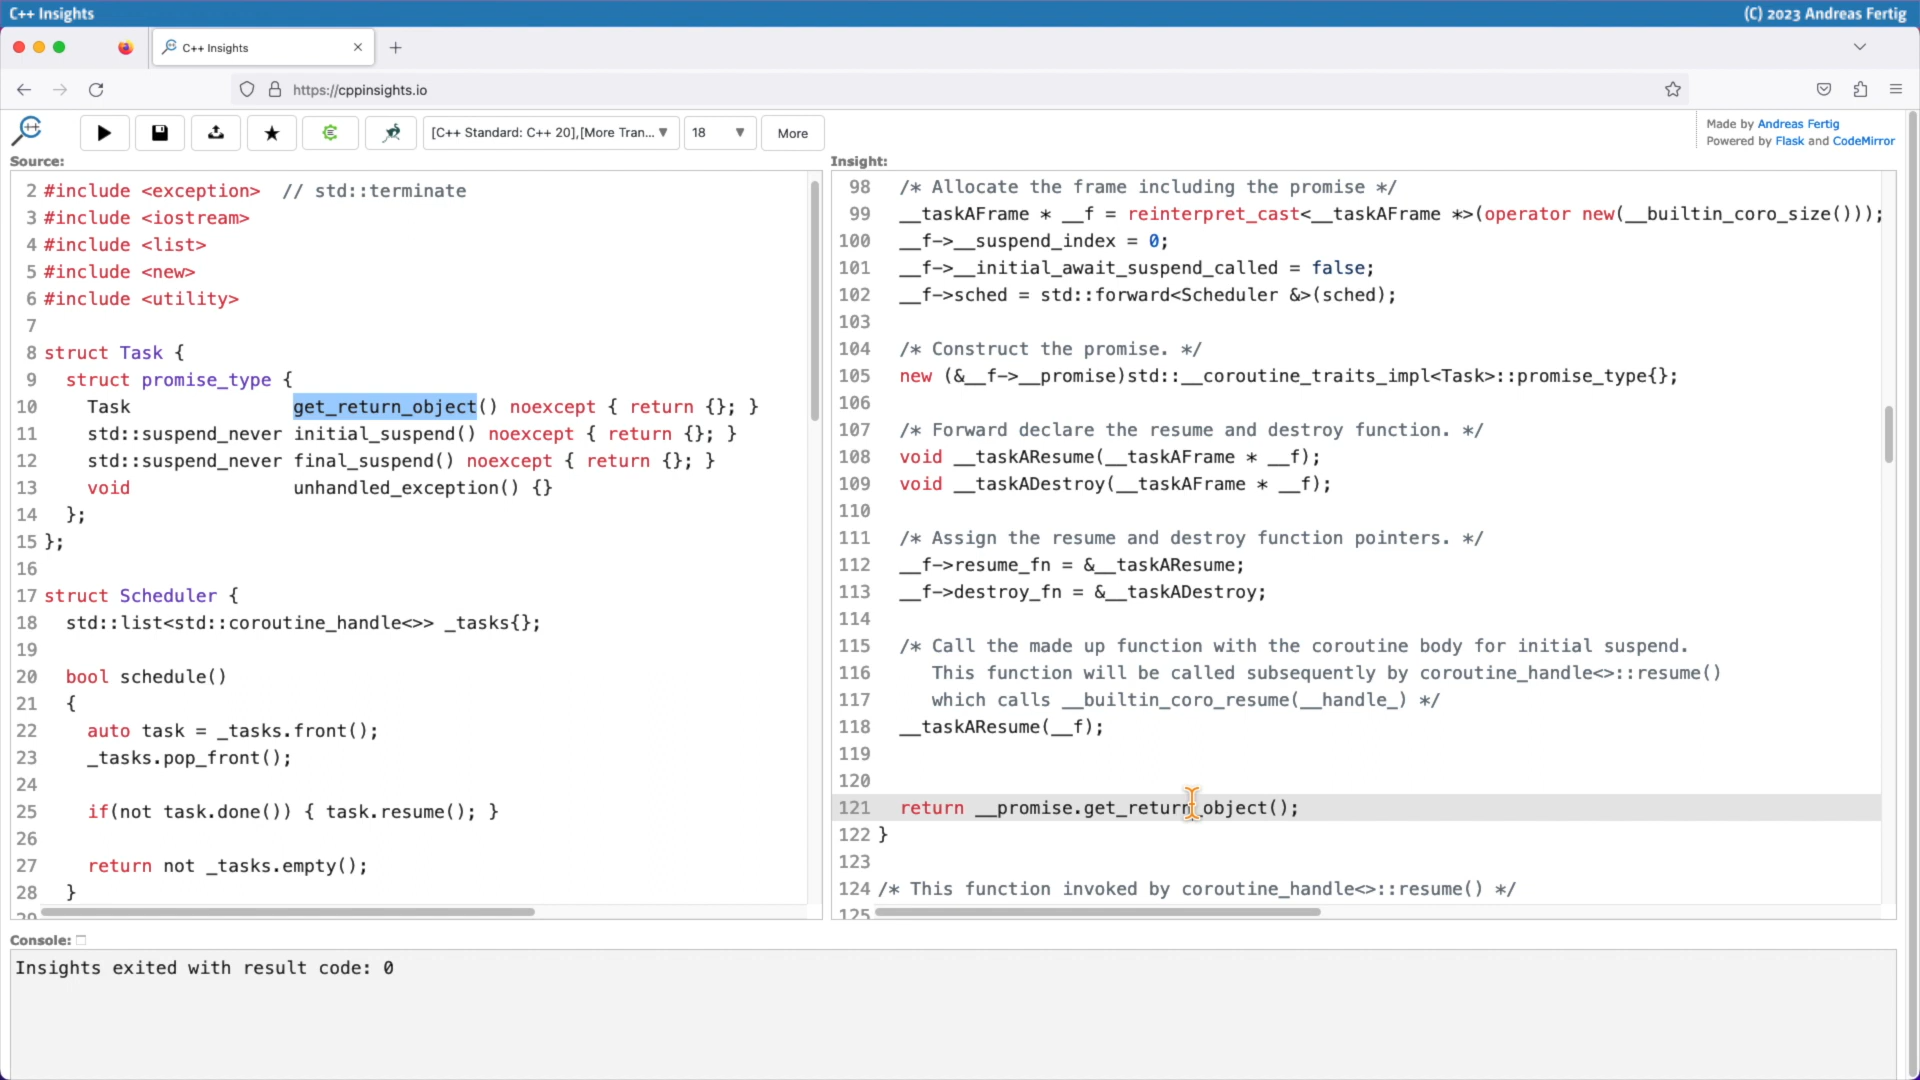 C++ Insights
(C) 2023 Andreas Fertig
C++ Insights
https://cppinsights.io
[C++ Standard: C++ 20],[More Tran...
18
More
Made by Andreas Fertig
Powered by Flask and CodeMirror
Source:
2 #include <exception>  // std::terminate
3 #include <iostream>
4 #include <list>
5 #include <new>
6 #include <utility>
7
8 struct Task {
9   struct promise_type {
10     Task               get_return_object() noexcept { return {}; }
11     std::suspend_never initial_suspend() noexcept { return {}; }
12     std::suspend_never final_suspend() noexcept { return {}; }
13     void               unhandled_exception() {}
14   };
15 };
16
17 struct Scheduler {
18   std::list<std::coroutine_handle<>> _tasks{};
19
20   bool schedule()
21   {
22     auto task = _tasks.front();
23     _tasks.pop_front();
24
25     if(not task.done()) { task.resume(); }
26
27     return not _tasks.empty();
28   }
29
Insight:
98   /* Allocate the frame including the promise */
99   __taskAFrame * __f = reinterpret_cast<__taskAFrame *>(operator new(__builtin_coro_size()));
100   __f->__suspend_index = 0;
101   __f->__initial_await_suspend_called = false;
102   __f->sched = std::forward<Scheduler &>(sched);
103
104   /* Construct the promise. */
105   new (&__f->__promise)std::__coroutine_traits_impl<Task>::promise_type{};
106
107   /* Forward declare the resume and destroy function. */
108   void __taskAResume(__taskAFrame * __f);
109   void __taskADestroy(__taskAFrame * __f);
110
111   /* Assign the resume and destroy function pointers. */
112   __f->resume_fn = &__taskAResume;
113   __f->destroy_fn = &__taskADestroy;
114
115   /* Call the made up function with the coroutine body for initial suspend.
116      This function will be called subsequently by coroutine_handle<>::resume()
117      which calls __builtin_coro_resume(__handle_) */
118   __taskAResume(__f);
119
120
121   return __promise.get_return_object();
122 }
123
124 /* This function invoked by coroutine_handle<>::resume() */
125
Console:
Insights exited with result code: 0